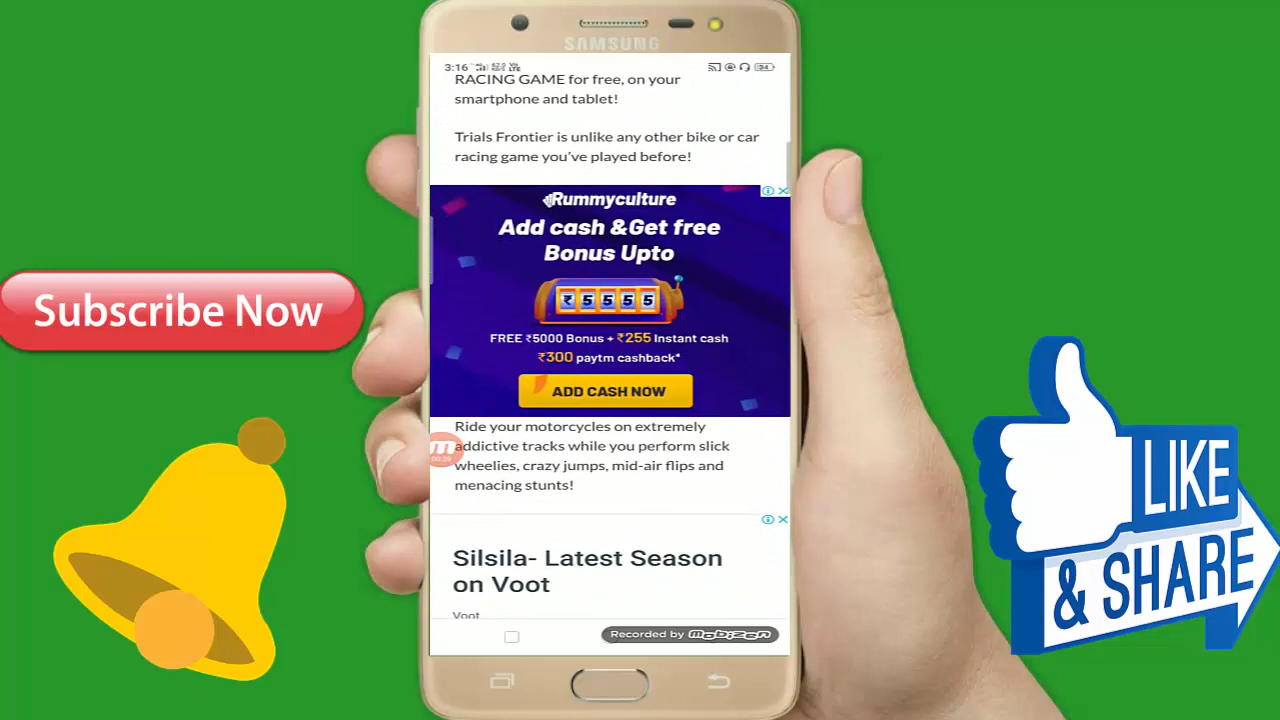 SAMSUNG
3:16
34
RACING GAME for free, on your
smartphone and tablet!
Trials Frontier is unlike any other bike or car
racing game you've played before!
Rummyculture
Add cash &Get free
Bonus Upto
₹5555
FREE ₹5000 Bonus + ₹255 Instant cash
₹300 paytm cashback*
ADD CASH NOW
Ride your motorcycles on extremely
addictive tracks while you perform slick
wheelies, crazy jumps, mid-air flips and
menacing stunts!
Silsila- Latest Season
on Voot
Voot
Recorded by Mobizen
Subscribe Now
LIKE
& SHARE